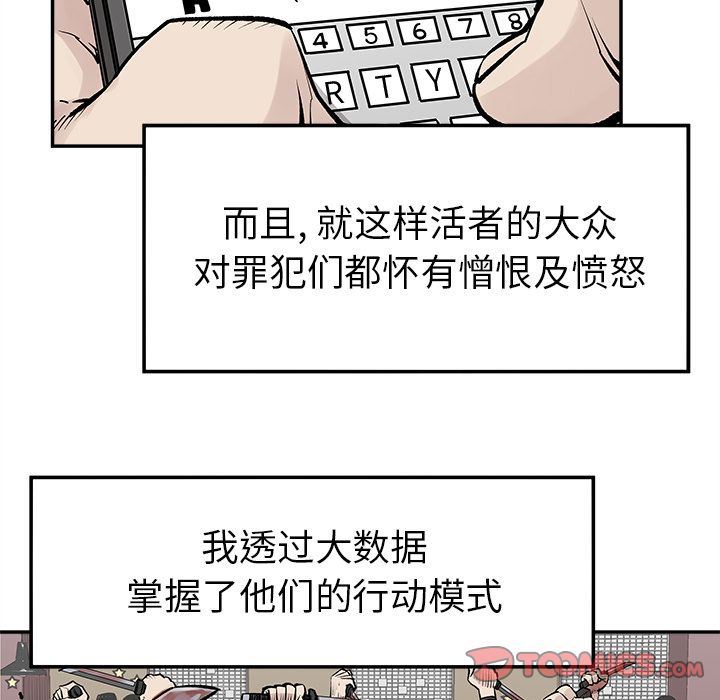 4 5 6 7 8
R T Y
而且, 就这样活者的大众
对罪犯们都怀有憎恨及愤怒
我透过大数据
掌握了他们的行动模式
TOOMICS
TOOMICS.COM